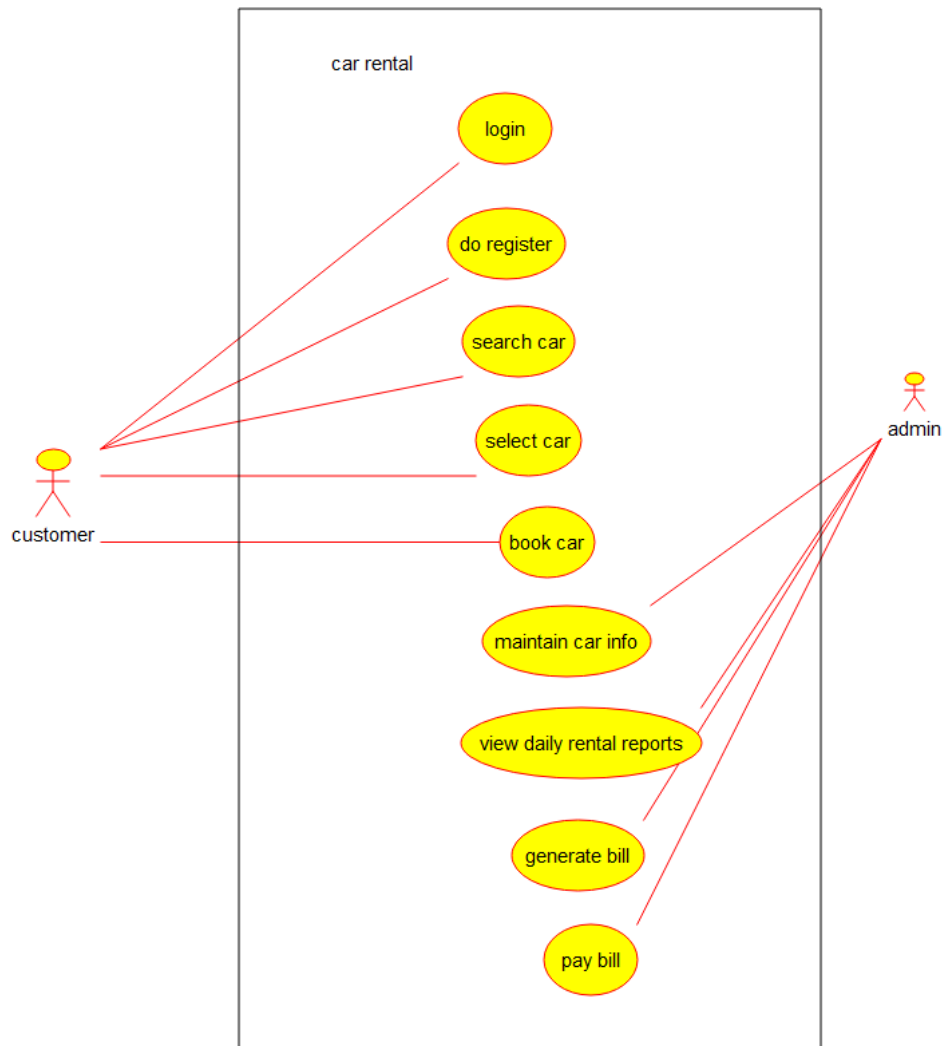 car rental
login
do register
search car
select car
admin
customer
book car
maintain car info
view daily rental reports
generate bill
pay bill